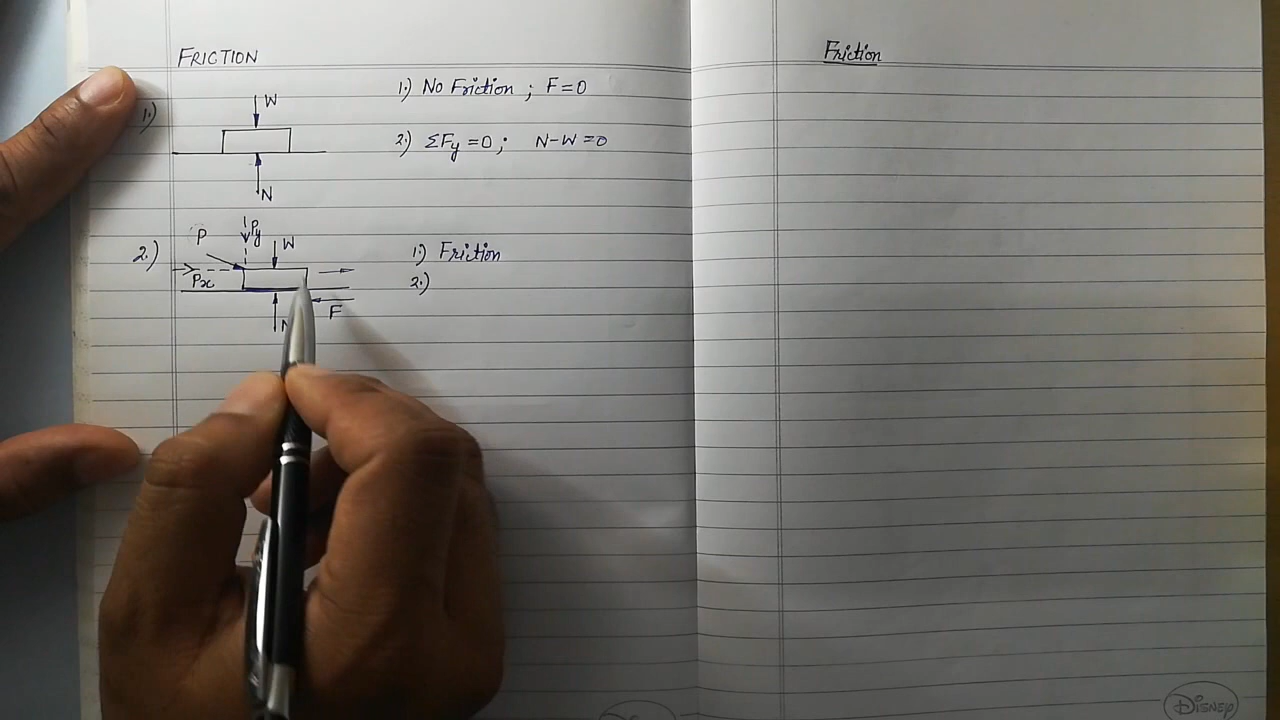 FRICTION
1.) W N
1.) No Friction ; F=0
2.) ΣFy =0 ; N-W =0
2.) P Py W Px N F
1.) Friction
2.)
Friction
DISNEY